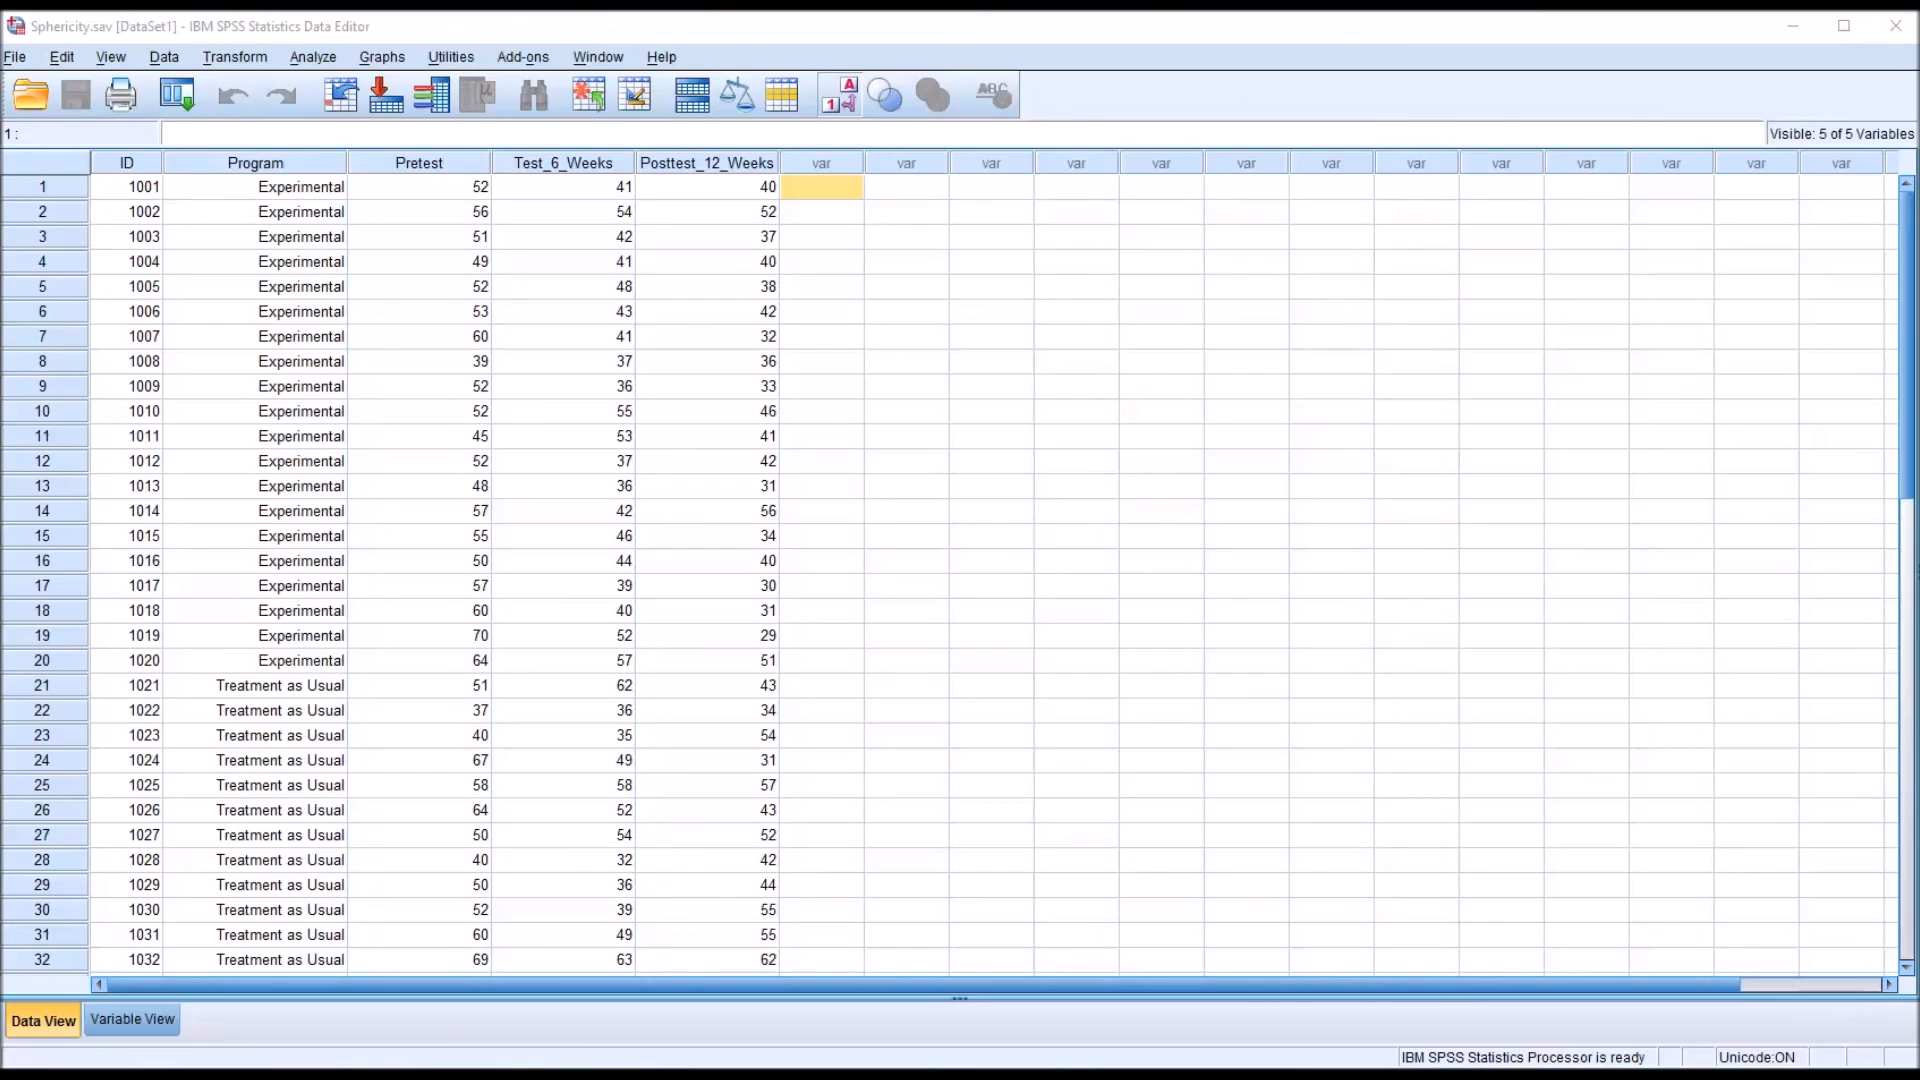 Sphericity.sav [DataSet1] - IBM SPSS Statistics Data Editor
File Edit View Data Transform Analyze Graphs Utilities Add-ons Window Help
1 A ABC
1 : Visible: 5 of 5 Variables
ID Program Pretest Test_6_Weeks Posttest_12_Weeks var var var var var var var var var var var var var
1 1001 Experimental 52 41 40
2 1002 Experimental 56 54 52
3 1003 Experimental 51 42 37
4 1004 Experimental 49 41 40
5 1005 Experimental 52 48 38
6 1006 Experimental 53 43 42
7 1007 Experimental 60 41 32
8 1008 Experimental 39 37 36
9 1009 Experimental 52 36 33
10 1010 Experimental 52 55 46
11 1011 Experimental 45 53 41
12 1012 Experimental 52 37 42
13 1013 Experimental 48 36 31
14 1014 Experimental 57 42 56
15 1015 Experimental 55 46 34
16 1016 Experimental 50 44 40
17 1017 Experimental 57 39 30
18 1018 Experimental 60 40 31
19 1019 Experimental 70 52 29
20 1020 Experimental 64 57 51
21 1021 Treatment as Usual 51 62 43
22 1022 Treatment as Usual 37 36 34
23 1023 Treatment as Usual 40 35 54
24 1024 Treatment as Usual 67 49 31
25 1025 Treatment as Usual 58 58 57
26 1026 Treatment as Usual 64 52 43
27 1027 Treatment as Usual 50 54 52
28 1028 Treatment as Usual 40 32 42
29 1029 Treatment as Usual 50 36 44
30 1030 Treatment as Usual 52 39 55
31 1031 Treatment as Usual 60 49 55
32 1032 Treatment as Usual 69 63 62
Data View Variable View
IBM SPSS Statistics Processor is ready Unicode:ON